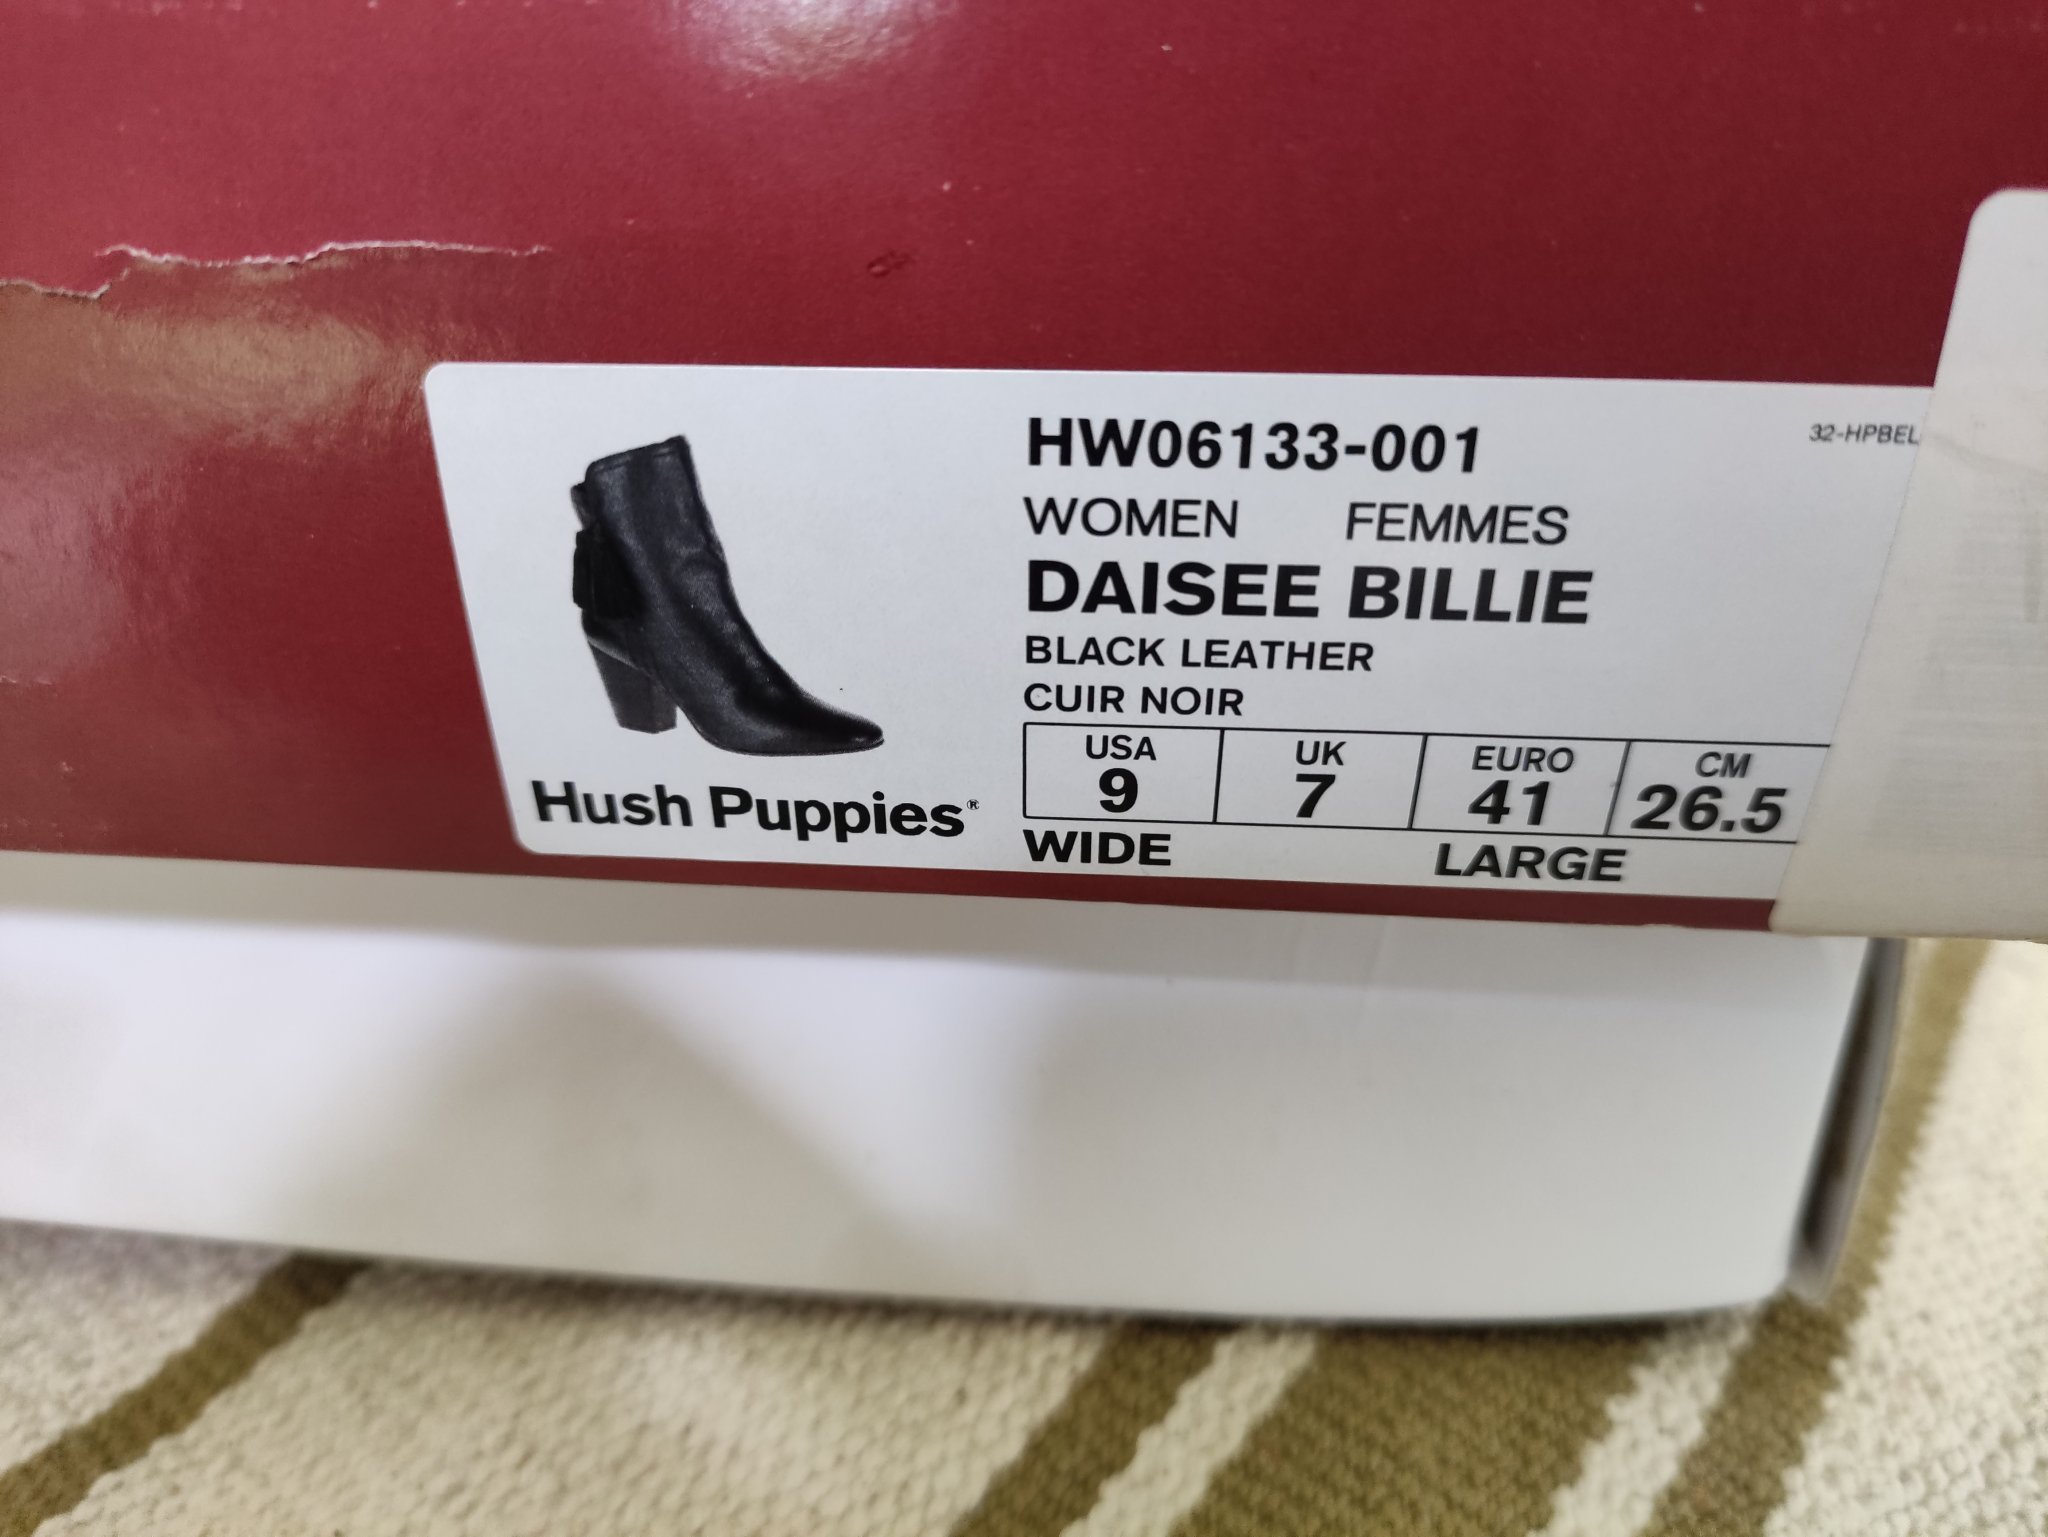 HW06133-001
32-HPBEL
WOMEN FEMMES
DAISEE BILLIE
BLACK LEATHER
CUIR NOIR
USA UK EURO CM
9 7 41 26.5
WIDE LARGE
Hush Puppies®